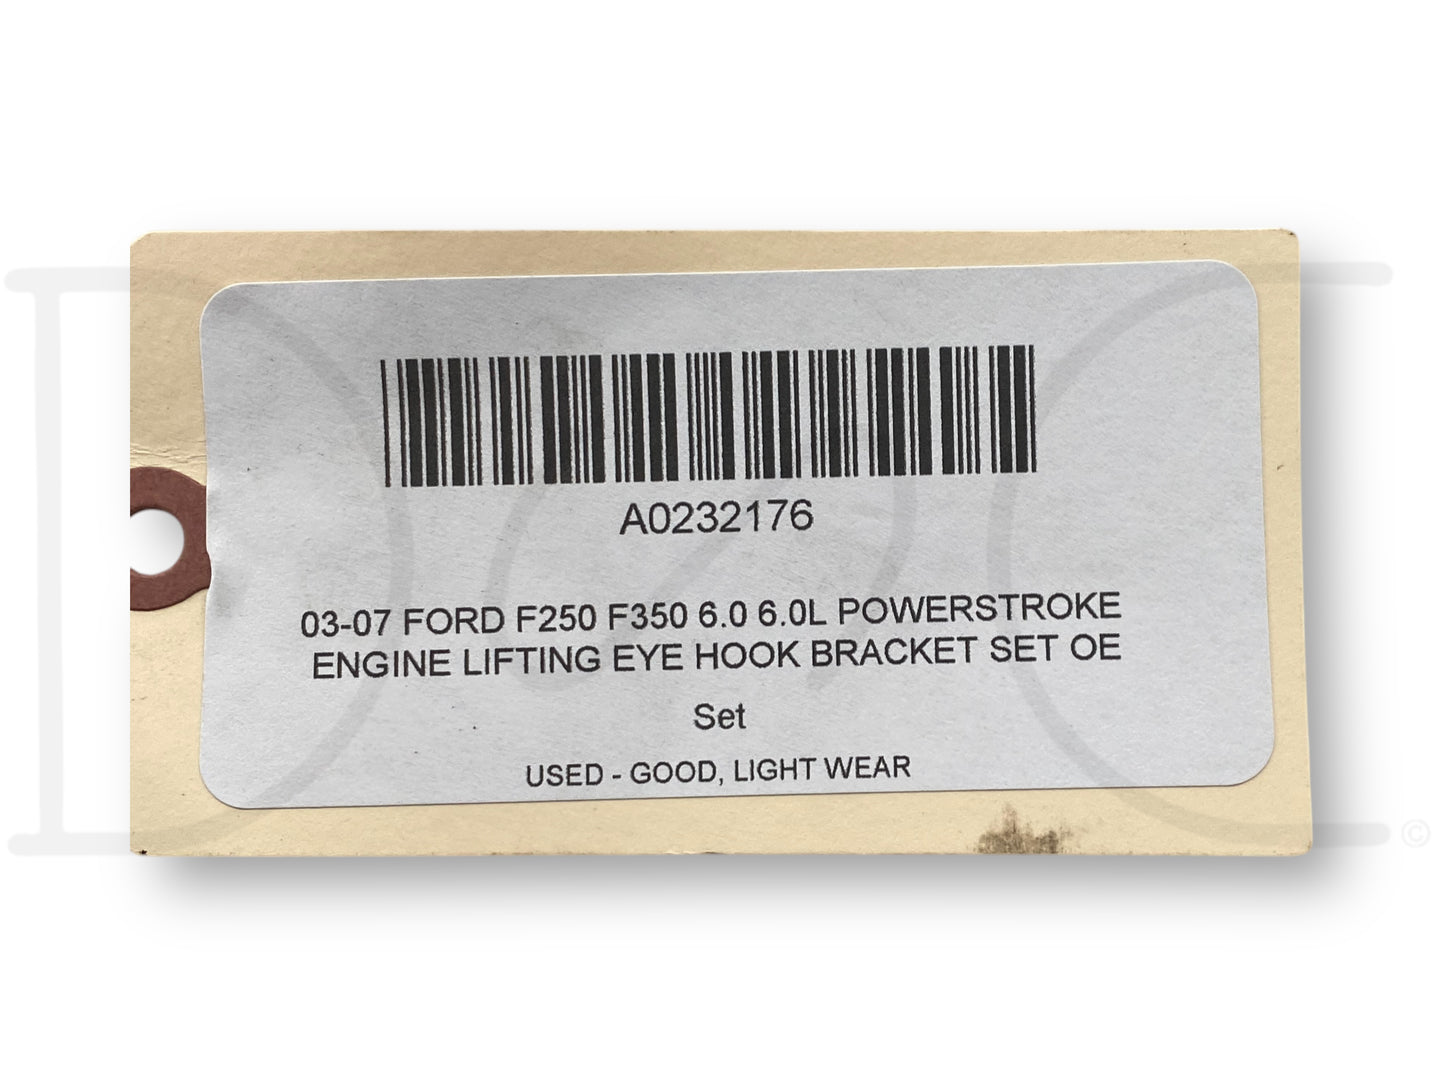 A0232176
03-07 FORD F250 F350 6.0 6.0L POWERSTROKE
ENGINE LIFTING EYE HOOK BRACKET SET OE
Set
USED - GOOD, LIGHT WEAR
©